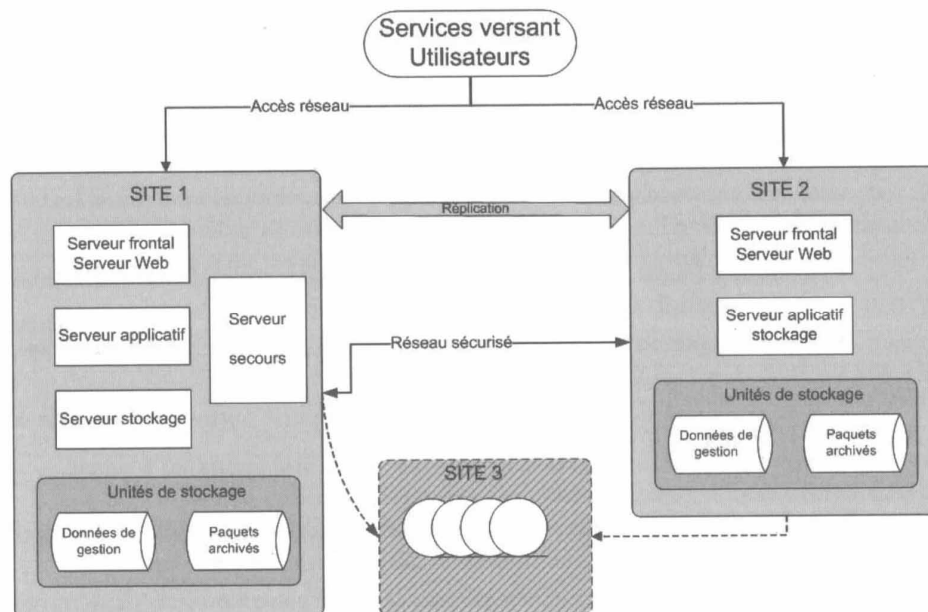 Services versant
Utilisateurs
Accès réseau
Accès réseau
SITE 1
Serveur frontal
Serveur Web
Serveur applicatif
Serveur stockage
Serveur
secours
Unités de stockage
Données de
gestion
Paquets
archivés
Réplication
Réseau sécurisé
SITE 2
Serveur frontal
Serveur Web
Serveur aplicatif
stockage
Unités de stockage
Données de
gestion
Paquets
archivés
SITE 3